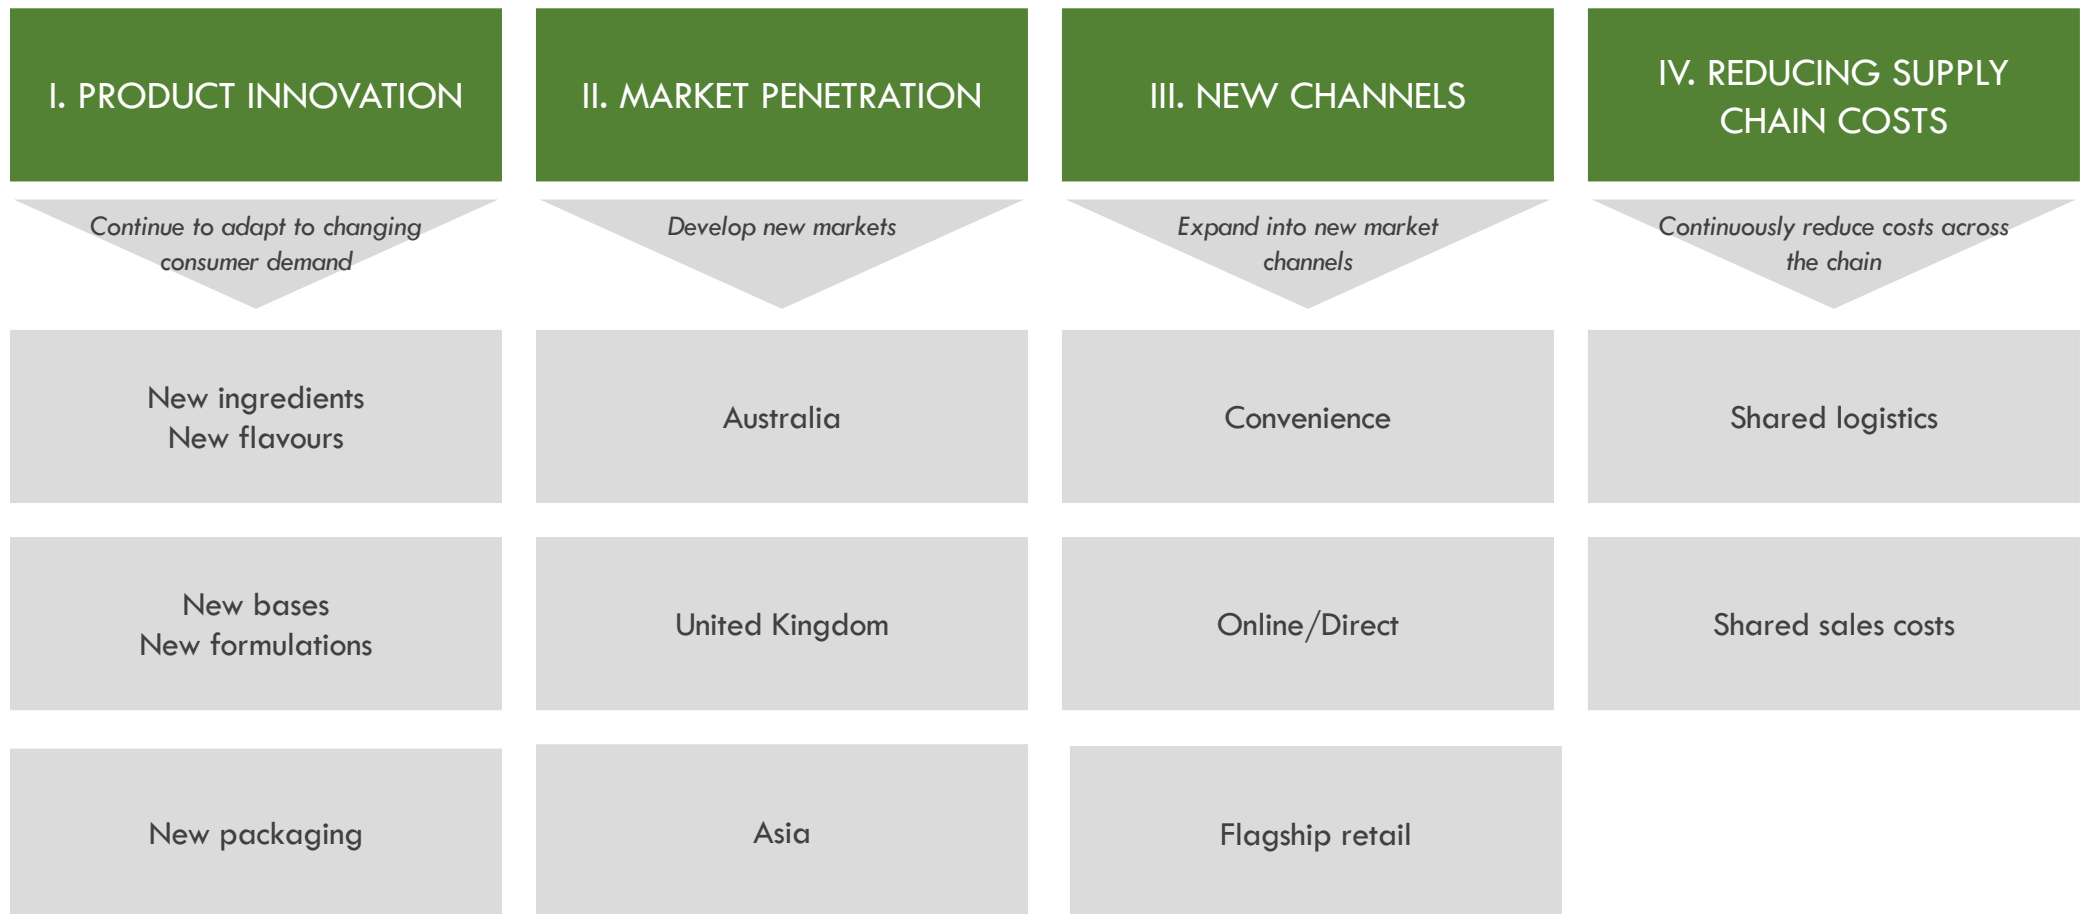 I. PRODUCT INNOVATION
II. MARKET PENETRATION
III. NEW CHANNELS
IV. REDUCING SUPPLY
CHAIN COSTS
Continue to adapt to changing
consumer demand
Develop new markets
Expand into new market
channels
Continuously reduce costs across
the chain
New ingredients
New flavours
Australia
Convenience
Shared logistics
New bases
New formulations
United Kingdom
Online/Direct
Shared sales costs
New packaging
Asia
Flagship retail